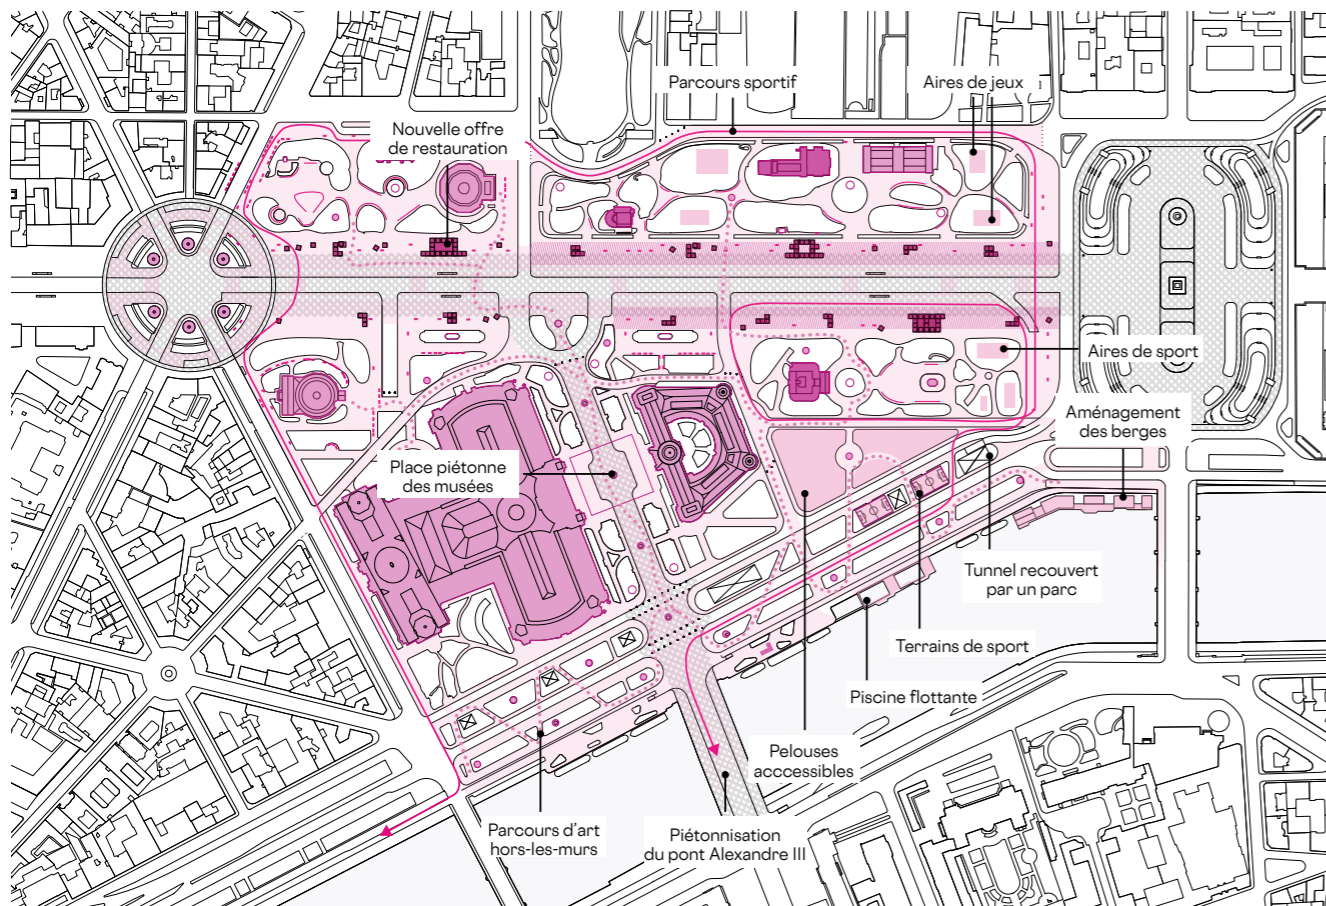 Parcours sportif
Aires de jeux
Nouvelle offre
de restauration
Aires de sport
Aménagement
des berges
Place piétonne
des musées
Tunnel recouvert
par un parc
Terrains de sport
Piscine flottante
Pelouses
acccessibles
Parcours d'art
hors-les-murs
Piétonnisation
du pont Alexandre III